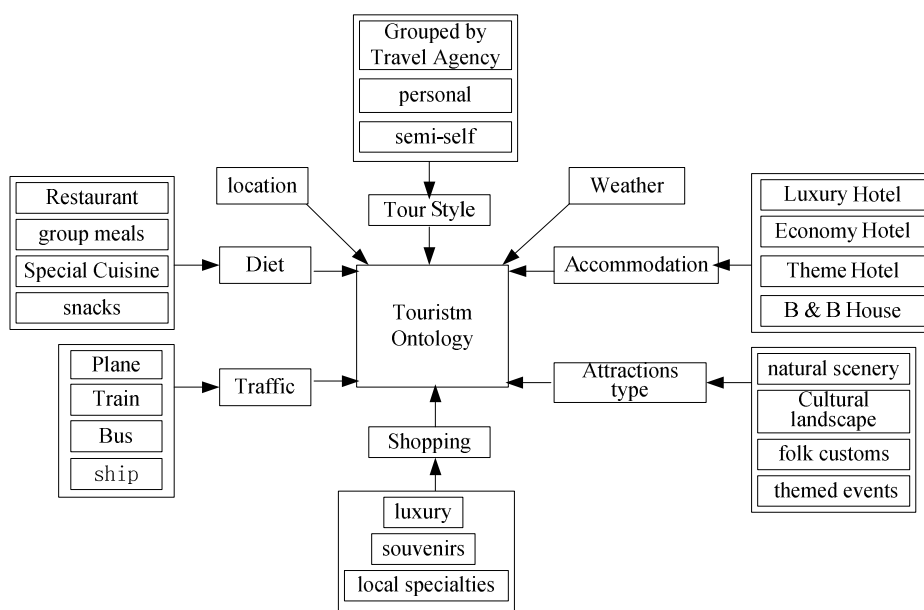 Grouped by
Travel Agency
personal
semi-self
location
Weather
Tour Style
Restaurant
group meals
Special Cuisine
snacks
Diet
Accommodation
Luxury Hotel
Economy Hotel
Theme Hotel
B & B House
Touristm
Ontology
Plane
Train
Bus
ship
Traffic
Attractions
type
natural scenery
Cultural
landscape
folk customs
themed events
Shopping
luxury
souvenirs
local specialties